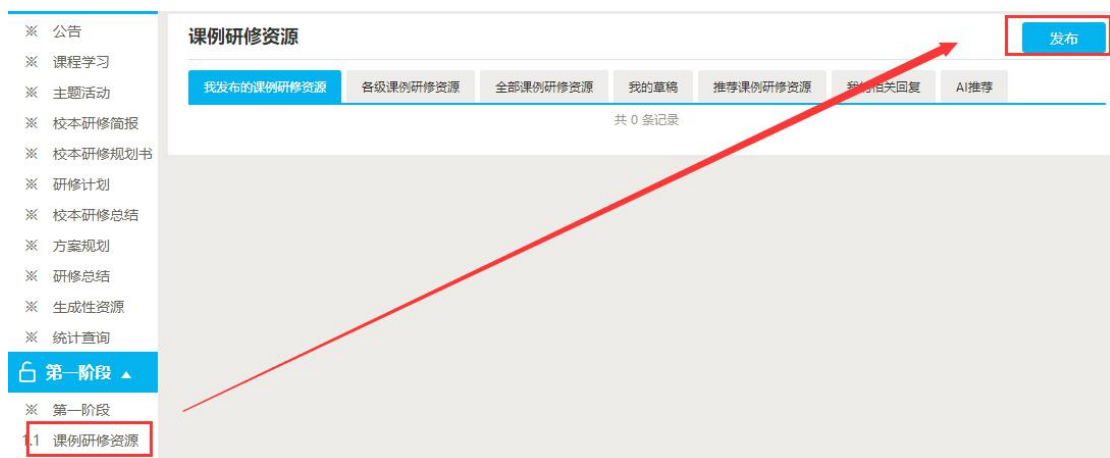 ※ 公告
※ 课程学习
※ 主题活动
※ 校本研修简报
※ 校本研修规划书
※ 研修计划
※ 校本研修总结
※ 方案规划
※ 研修总结
※ 生成性资源
※ 统计查询
第一阶段
※ 第一阶段
1.1 课例研修资源
课例研修资源
发布
我发布的课例研修资源 各级课例研修资源 全部课例研修资源 我的草稿 推荐课例研修资源 我的相关回复 AI推荐
共 0 条记录